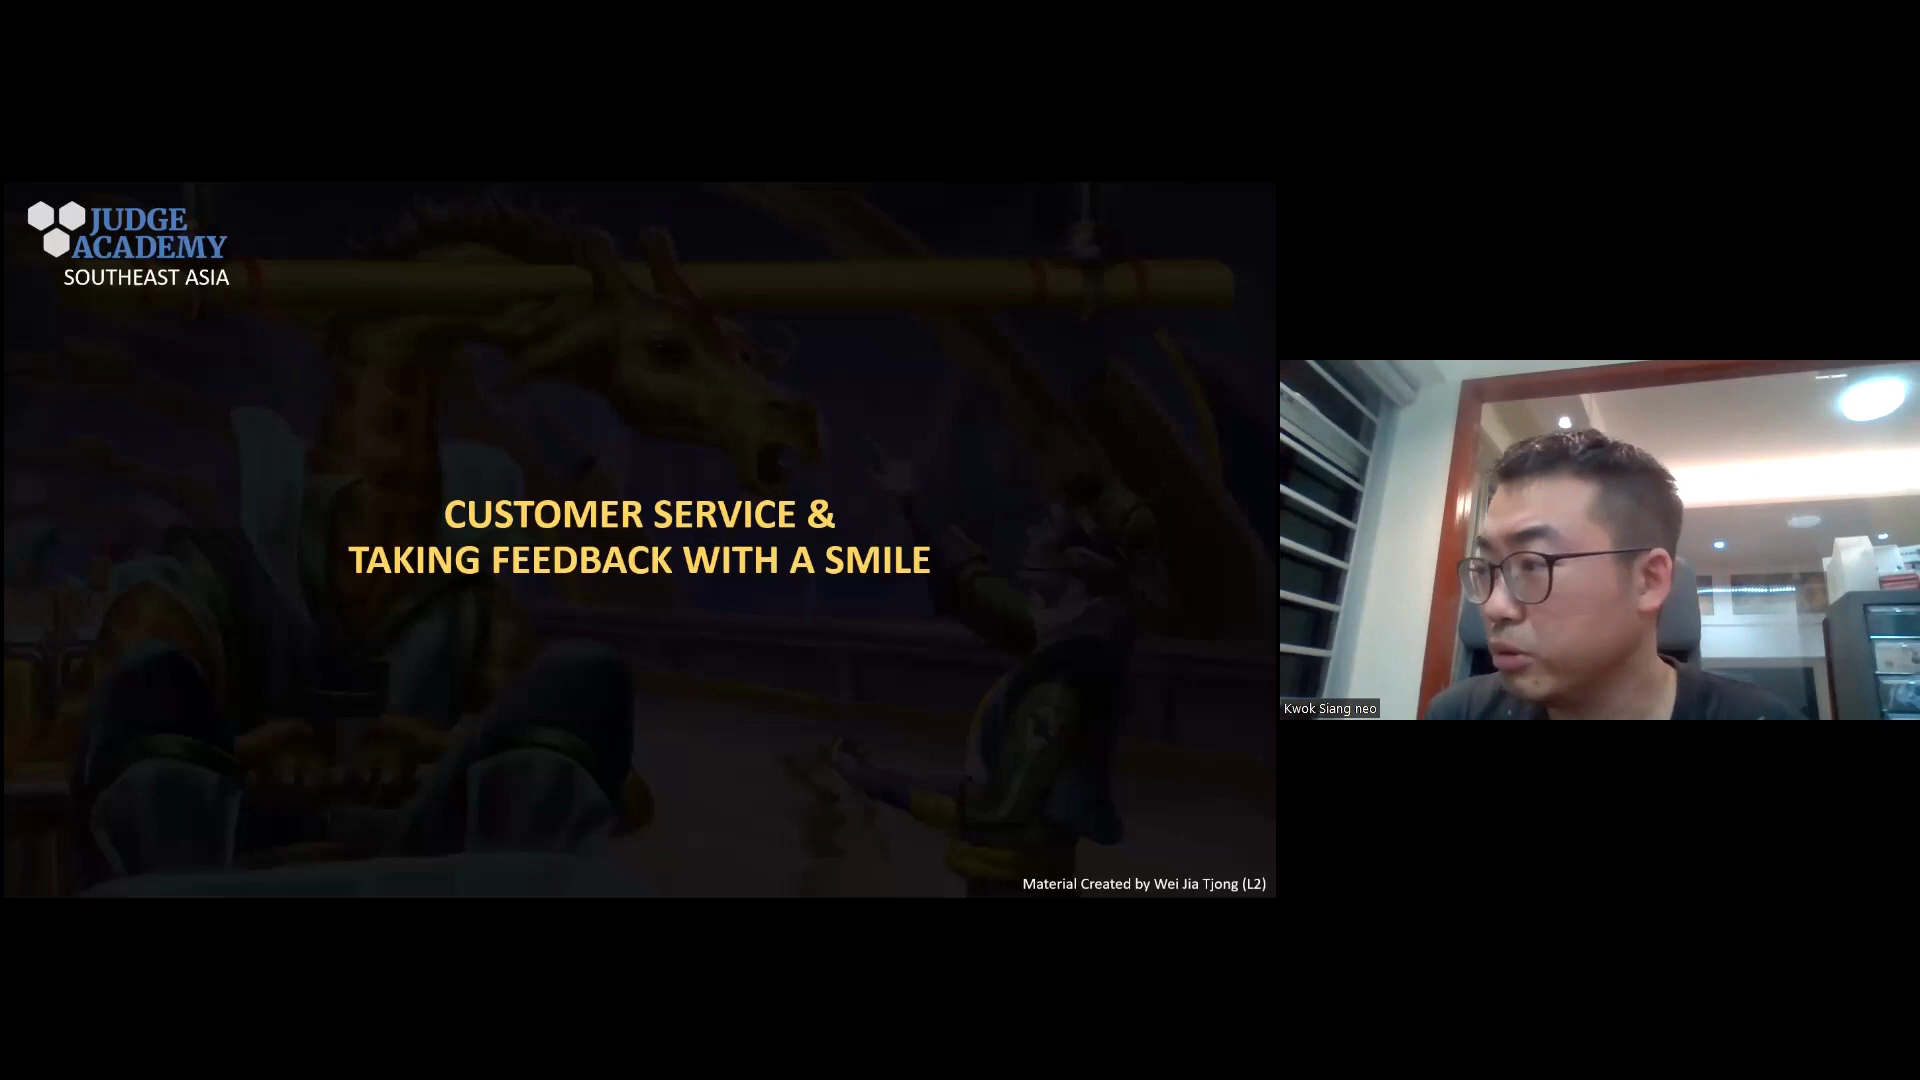 JUDGE
ACADEMY
SOUTHEAST ASIA
CUSTOMER SERVICE &
TAKING FEEDBACK WITH A SMILE
Material Created by Wei Jia Tjong (L2)
Kwok Siang neo